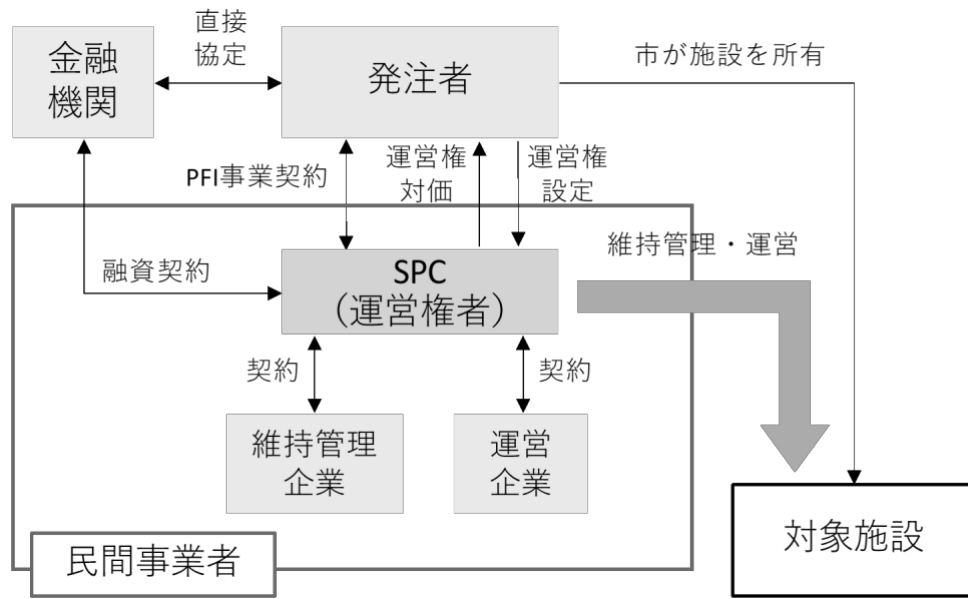 金融
機関
直接
協定
発注者
市が施設を所有
PFI事業契約
運営権
対価
運営権
設定
維持管理・運営
融資契約
SPC
（運営権者）
契約
契約
維持管理
企業
運営
企業
対象施設
民間事業者